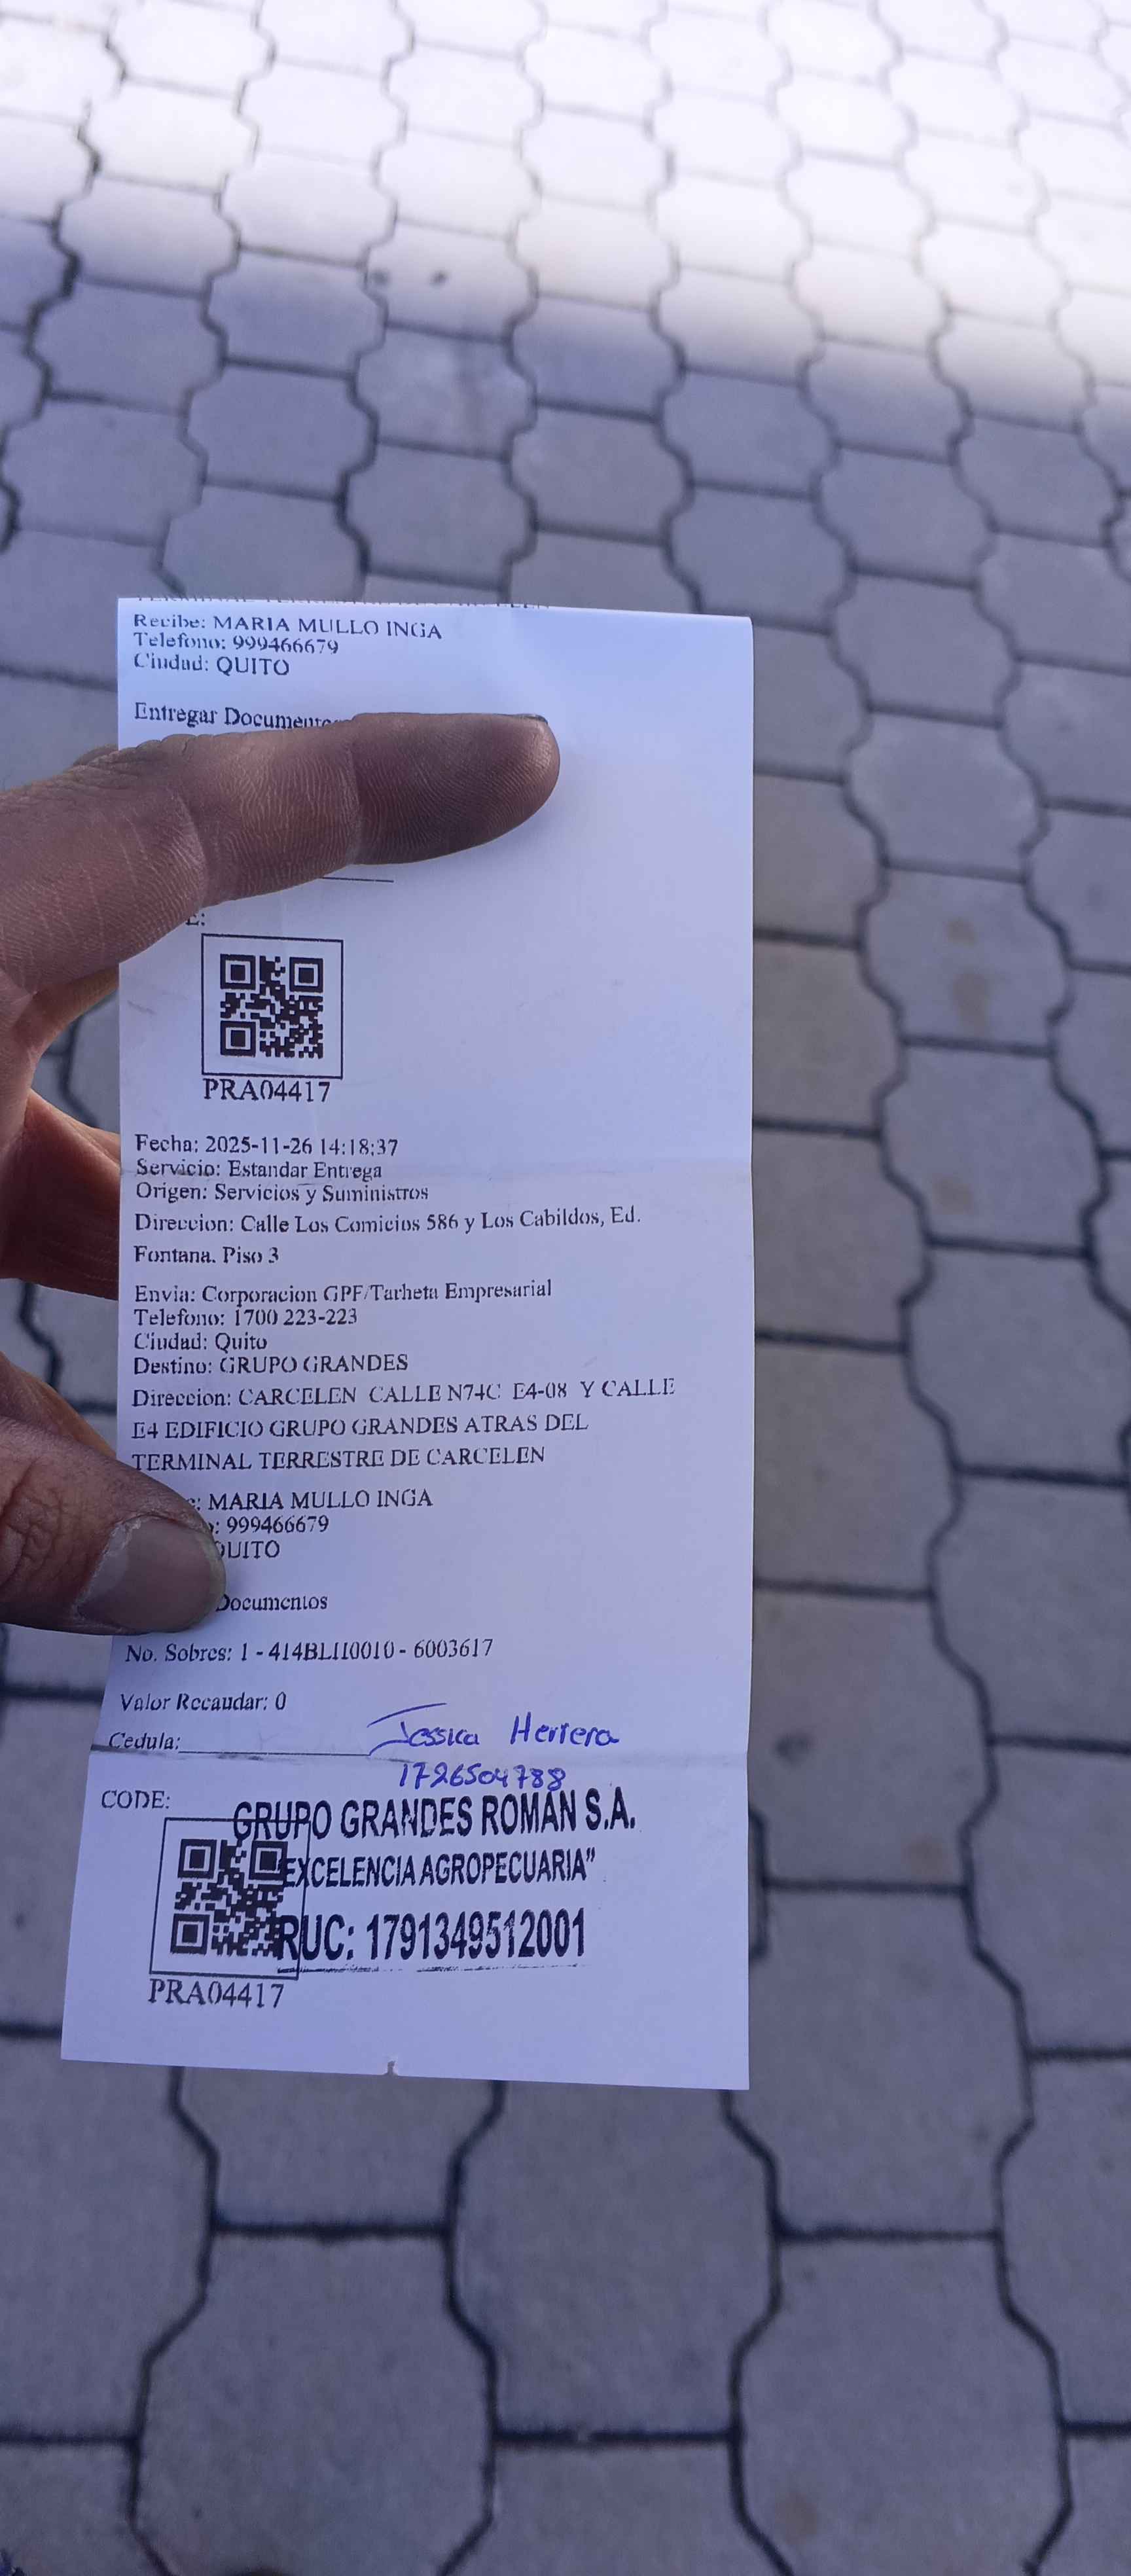 Recibe: MARIA MULLO INGA
Telefono: 999466679
Ciudad: QUITO
Entregar Documentos
E:
PRA04417
Fecha: 2025-11-26 14:18:37
Servicio: Estandar Entrega
Origen: Servicios y Suministros
Direccion: Calle Los Comicios 586 y Los Cabildos, Ed.
Fontana. Piso 3
Envia: Corporacion GPF/Tarheta Empresarial
Telefono: 1700 223-223
Ciudad: Quito
Destino: GRUPO GRANDES
Direccion: CARCELEN CALLE N74C E4-08 Y CALLE
E4 EDIFICIO GRUPO GRANDES ATRAS DEL
TERMINAL TERRESTRE DE CARCELEN
: MARIA MULLO INGA
: 999466679
QUITO
Documentos
No. Sobres: 1 - - 6003617
Valor Recaudar: 0
Cedula: Jessica Herrera
1726504788
CODE:
GRUPO GRANDES ROMAN S.A.
EXCELENCIA AGROPECUARIA"
RUC: 1791349512001
PRA04417